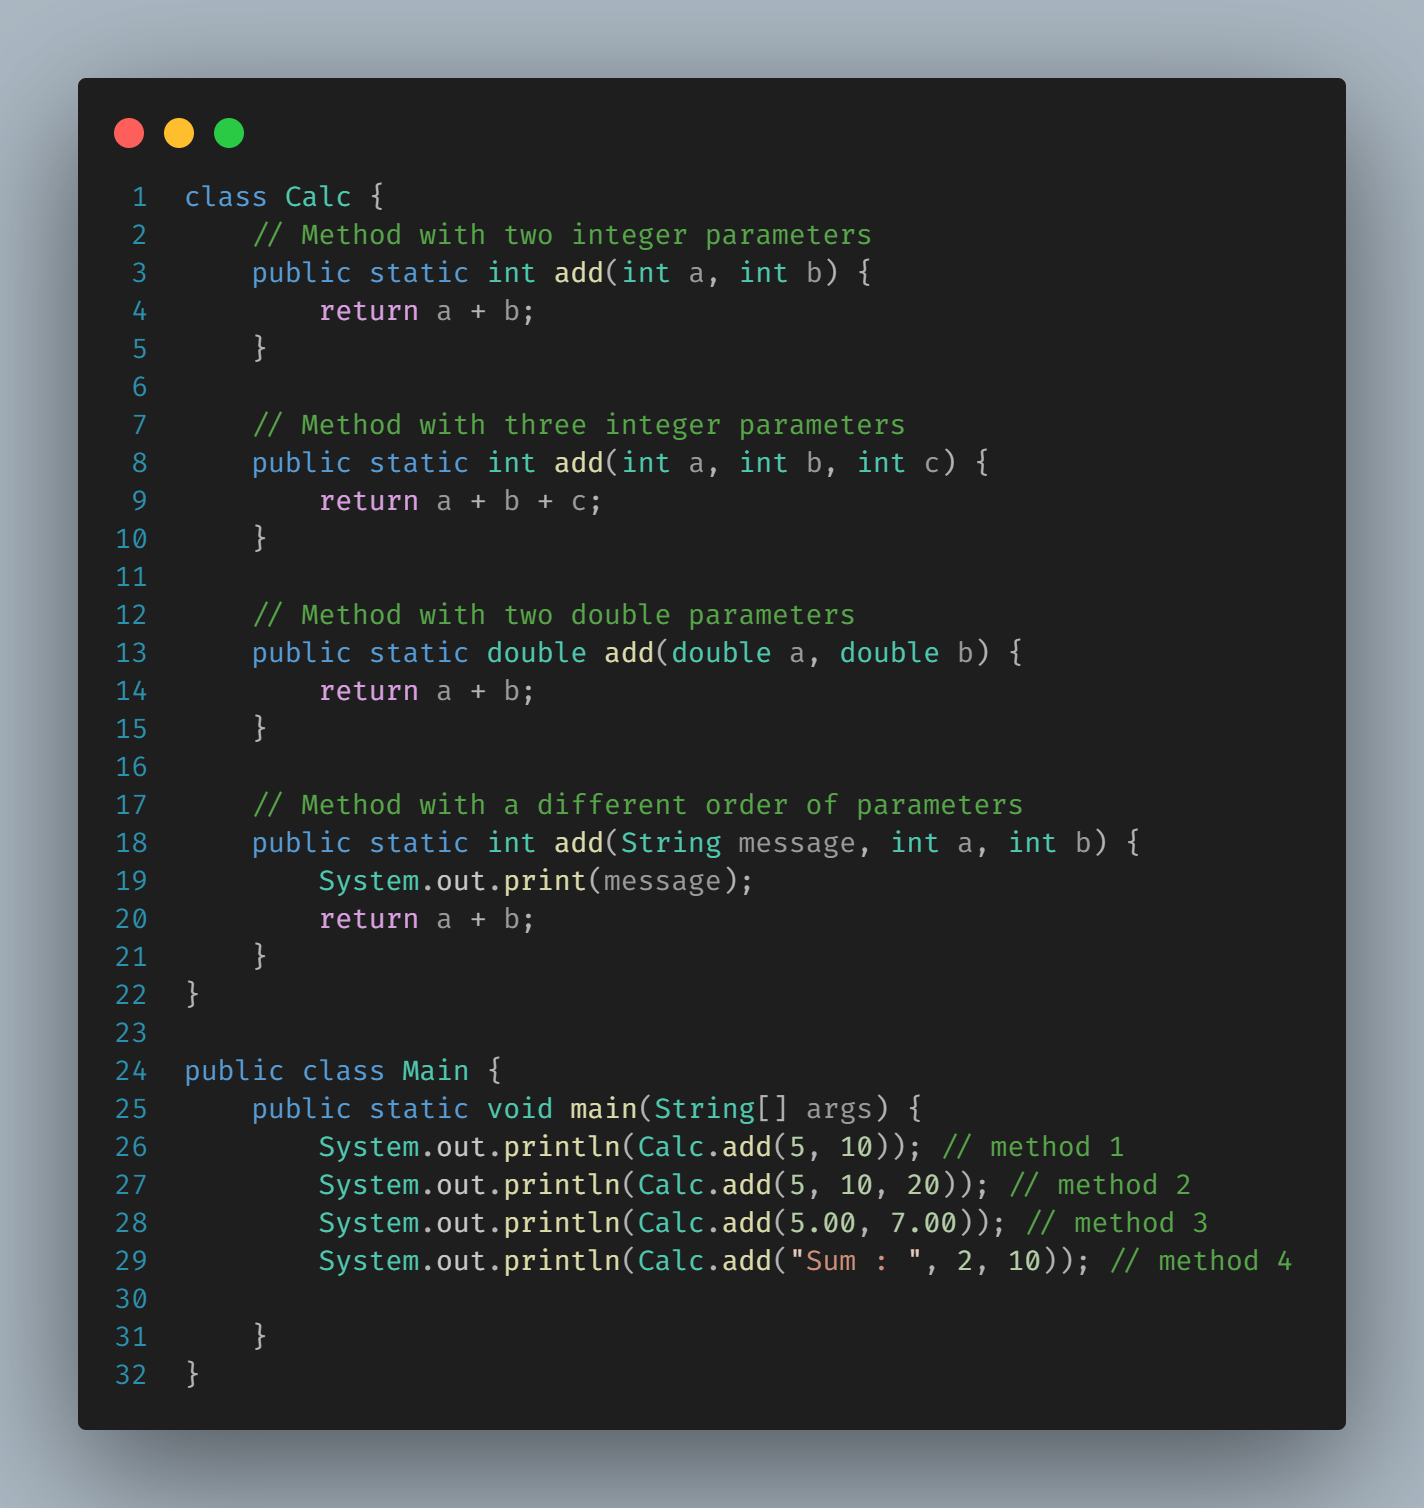 1 class Calc {
2     // Method with two integer parameters
3     public static int add(int a, int b) {
4         return a + b;
5     }
6
7     // Method with three integer parameters
8     public static int add(int a, int b, int c) {
9         return a + b + c;
10     }
11
12     // Method with two double parameters
13     public static double add(double a, double b) {
14         return a + b;
15     }
16
17     // Method with a different order of parameters
18     public static int add(String message, int a, int b) {
19         System.out.print(message);
20         return a + b;
21     }
22 }
23
24 public class Main {
25     public static void main(String[] args) {
26         System.out.println(Calc.add(5, 10)); // method 1
27         System.out.println(Calc.add(5, 10, 20)); // method 2
28         System.out.println(Calc.add(5.00, 7.00)); // method 3
29         System.out.println(Calc.add("Sum : ", 2, 10)); // method 4
30
31     }
32 }